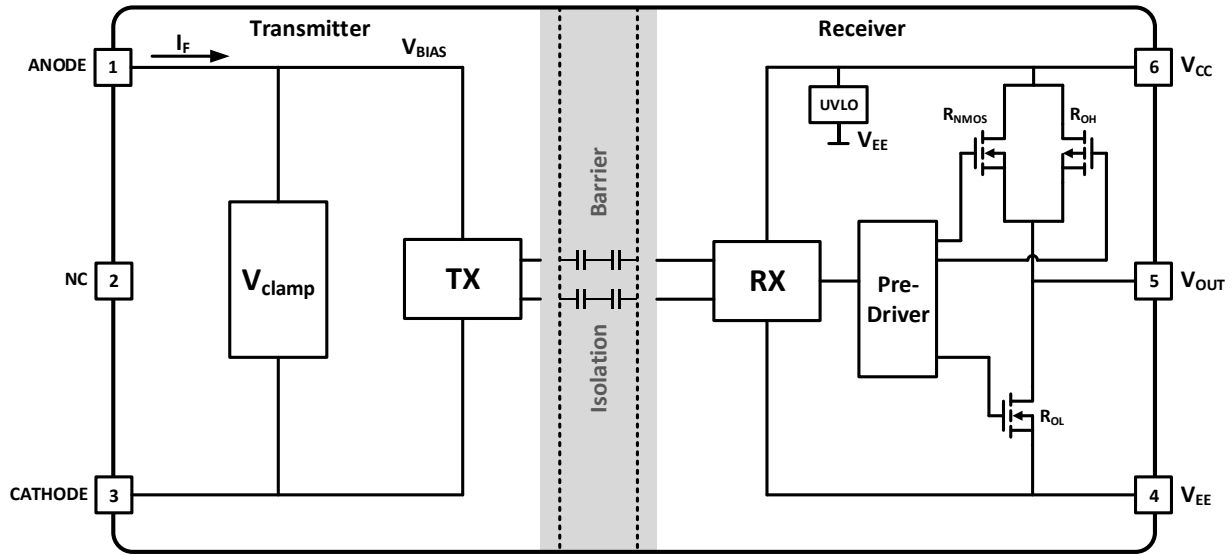 Transmitter
Receiver
I_F
V_BIAS
ANODE
1
6
V_CC
UVLO
V_EE
R_NMOS
R_OH
Isolation Barrier
NC
2
V_clamp
TX
RX
Pre-
Driver
5
V_OUT
R_OL
CATHODE
3
4
V_EE